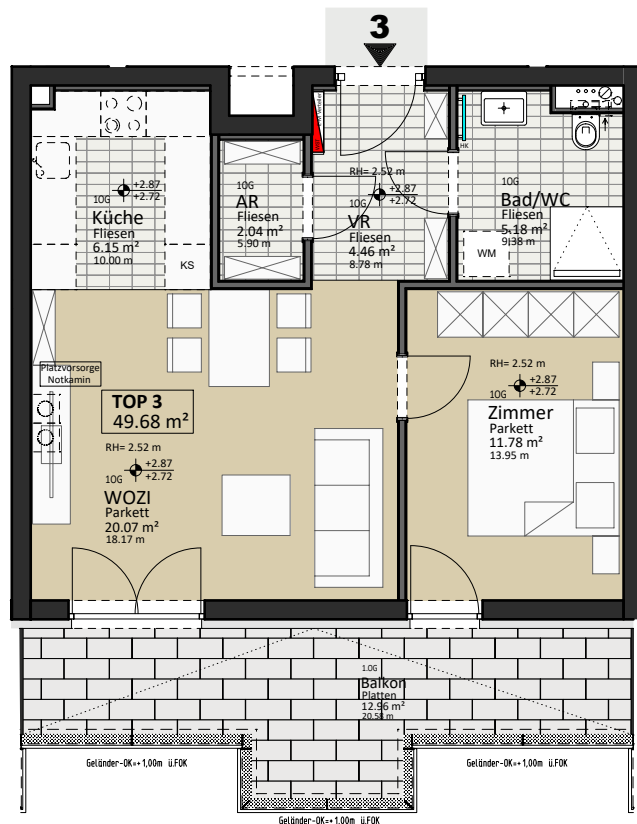 3
10G
+2.87
+2.72
Küche
Fliesen
6.15 m²
10.00 m
KS
10G
AR
Fliesen
2.04 m²
5.90 m
RH= 2.52 m
+2.87
+2.72
10G
VR
Fliesen
4.46 m²
8.78 m
HK
10G
Bad/WC
Fliesen
5.18 m²
9.38 m
WM
Platzvorsorge
Notkamin
TOP 3
49.68 m²
RH= 2.52 m
+2.87
+2.72
10G
WOZI
Parkett
20.07 m²
18.17 m
RH= 2.52 m
+2.87
+2.72
10G
Zimmer
Parkett
11.78 m²
13.95 m
1.0G
Balkon
Platten
12.96 m²
20.58 m
Geländer-OK=+1,00m ü.FOK
Geländer-OK=+1,00m ü.FOK
Geländer-OK=+1.00m ü.FOK